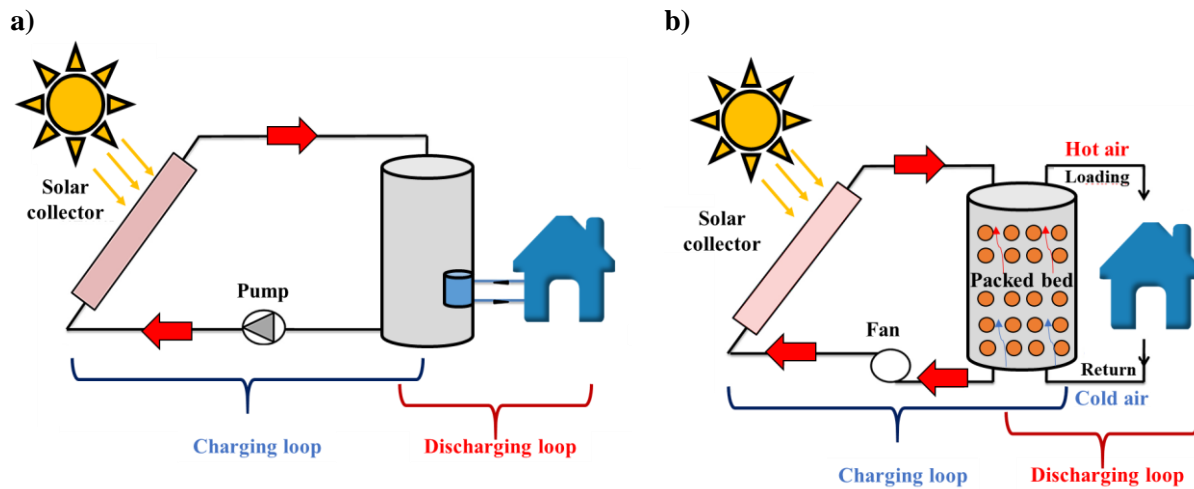 a)
Solar
collector
Pump
Charging loop
Discharging loop
b)
Hot air
Loading
Solar
collector
Packed bed
Fan
Return
Cold air
Charging loop
Discharging loop